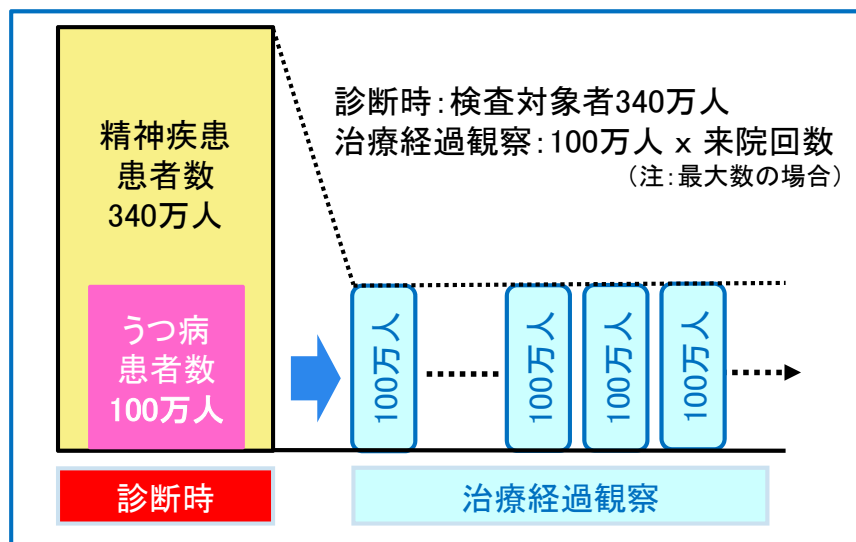 精神疾患
患者数
340万人
うつ病
患者数
100万人
診断時：検査対象者340万人
治療経過観察：100万人 x 来院回数
（注：最大数の場合）
100万人
100万人
100万人
100万人
診断時
治療経過観察